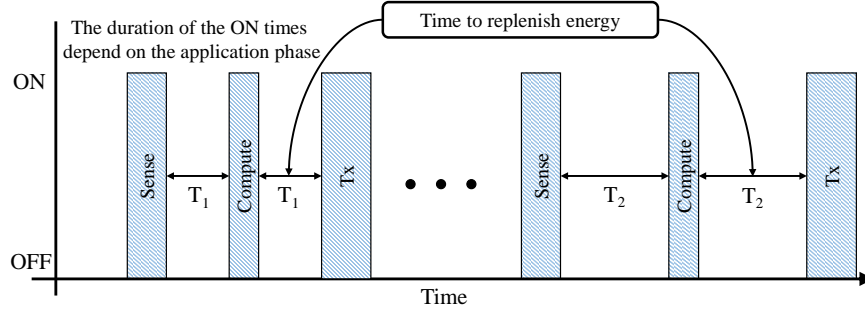 The duration of the ON times
depend on the application phase
Time to replenish energy
ON
OFF
Sense
T1
Compute
T1
Tx
• • •
Sense
T2
Compute
T2
Tx
Time